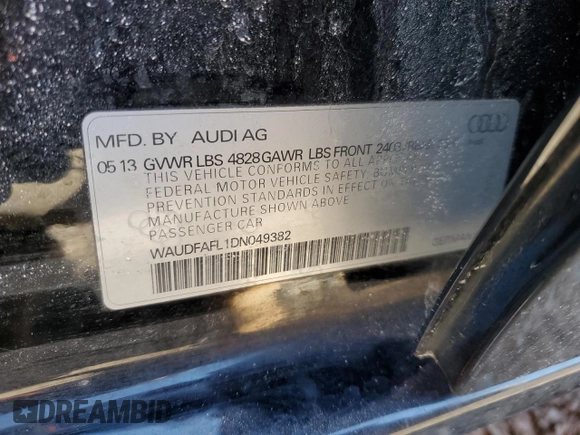 MFD. BY AUDI AG
05 13 GVWR LBS 4828 GAWR LBS FRONT 2403
THIS VEHICLE CONFORMS TO ALL
FEDERAL MOTOR VEHICLE SAFETY,
PREVENTION STANDARDS IN EFFECT ON
MANUFACTURE SHOWN ABOVE
PASSENGER CAR
WAUDFAFL1DN049382
DREAMBID